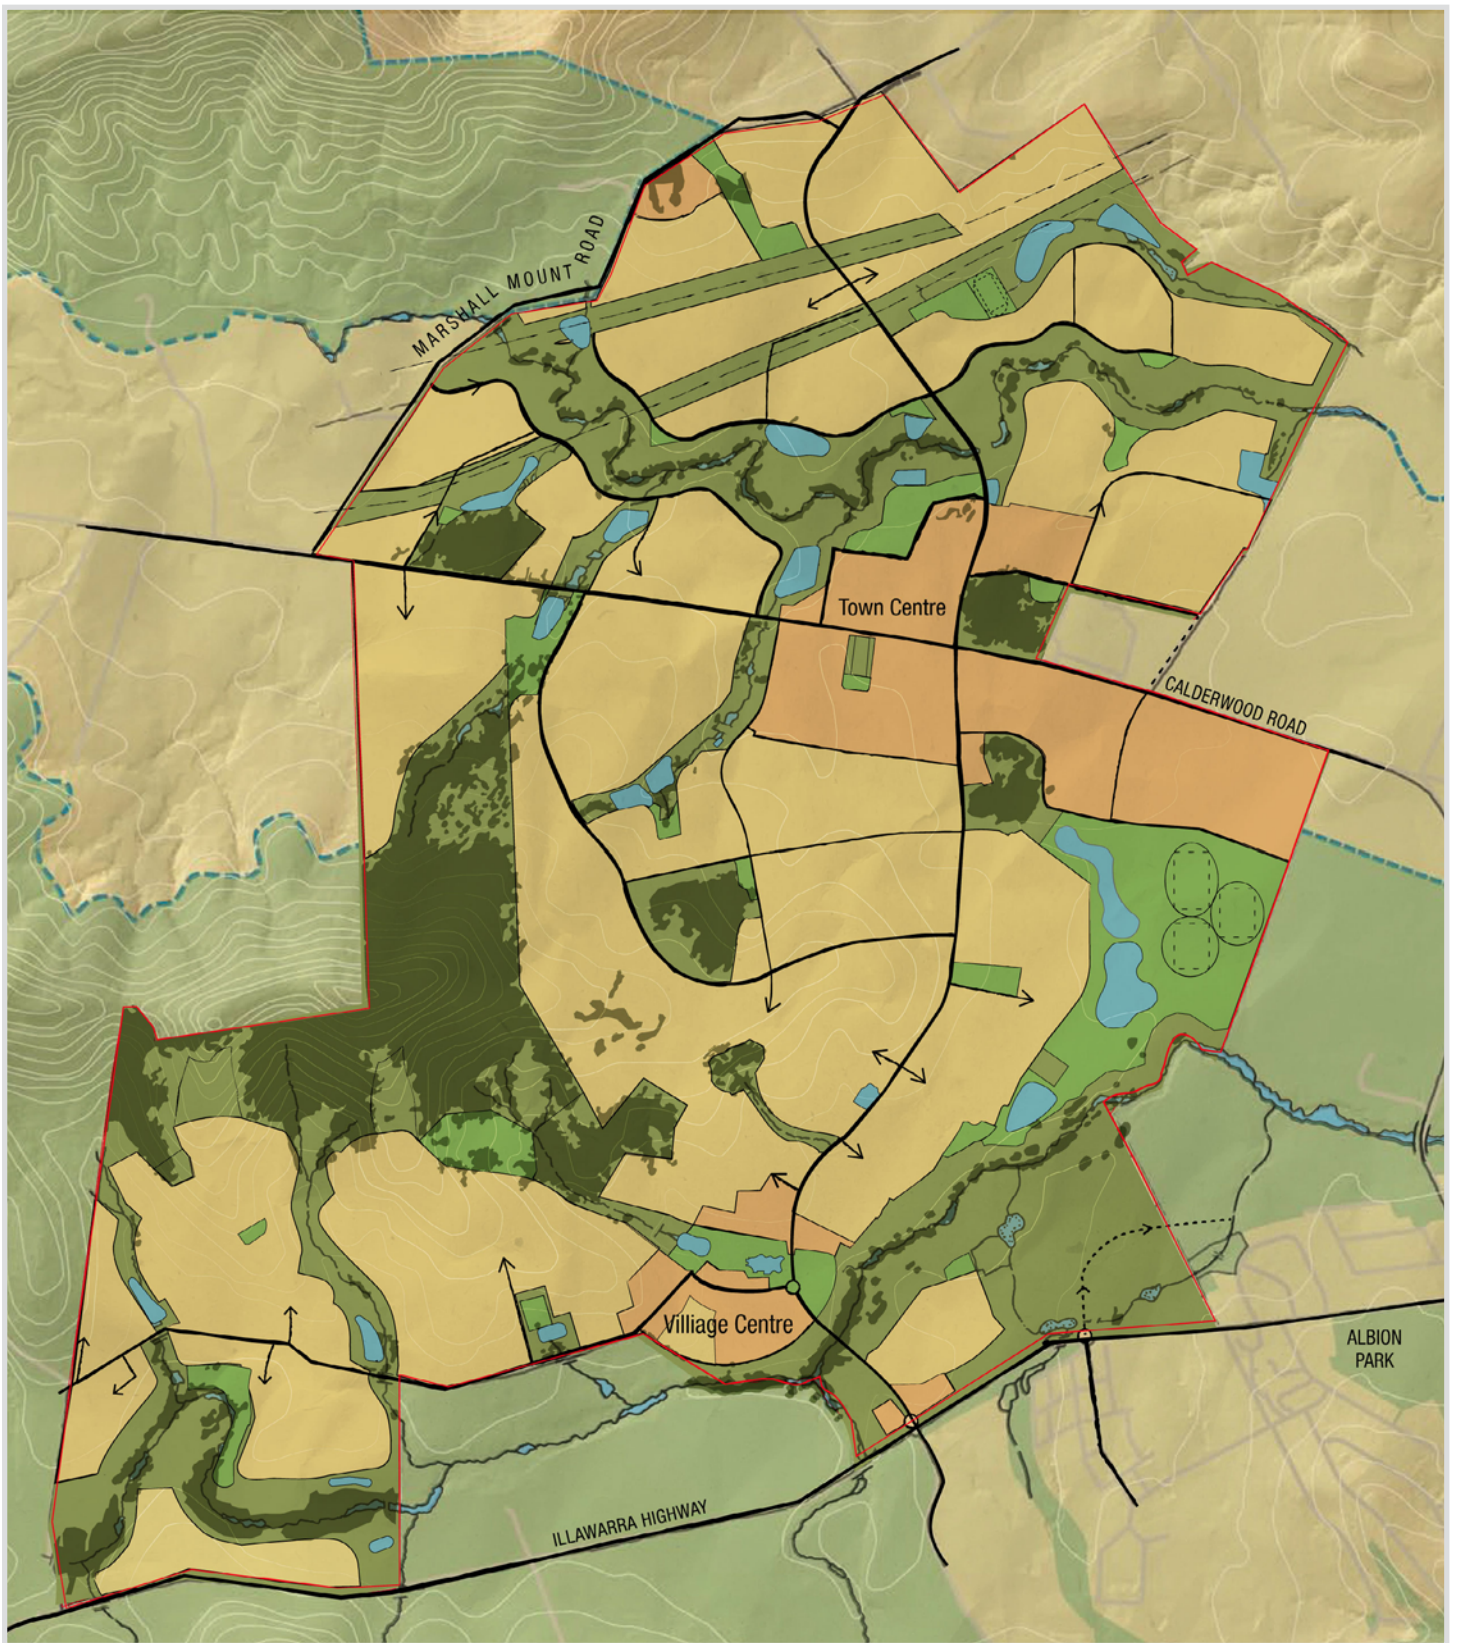 MARSHALL MOUNT ROAD
Town Centre
CALDERWOOD ROAD
Villiage Centre
ALBION
PARK
ILLAWARRA HIGHWAY